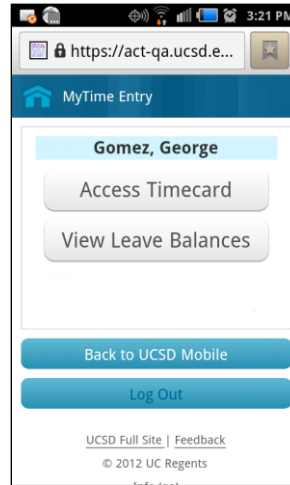 3:21 PM
https://act-qa.ucsd.e...
MyTime Entry
Gomez, George
Access Timecard
View Leave Balances
Back to UCSD Mobile
Log Out
UCSD Full Site | Feedback
© 2012 UC Regents